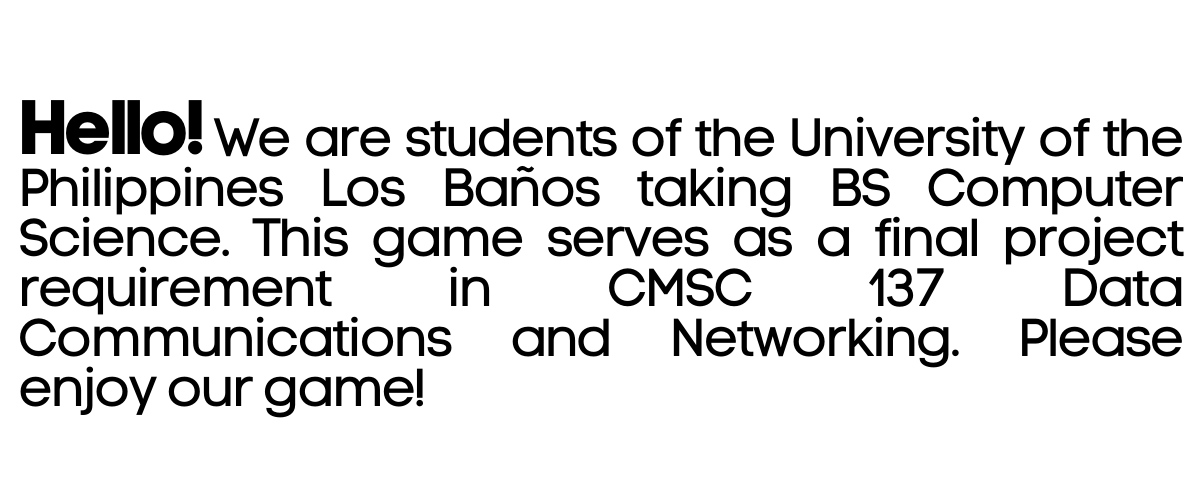 Hello! We are students of the University of the
Philippines Los Baños taking BS Computer
Science. This game serves as a final project
requirement in CMSC 137 Data
Communications and Networking. Please
enjoy our game!